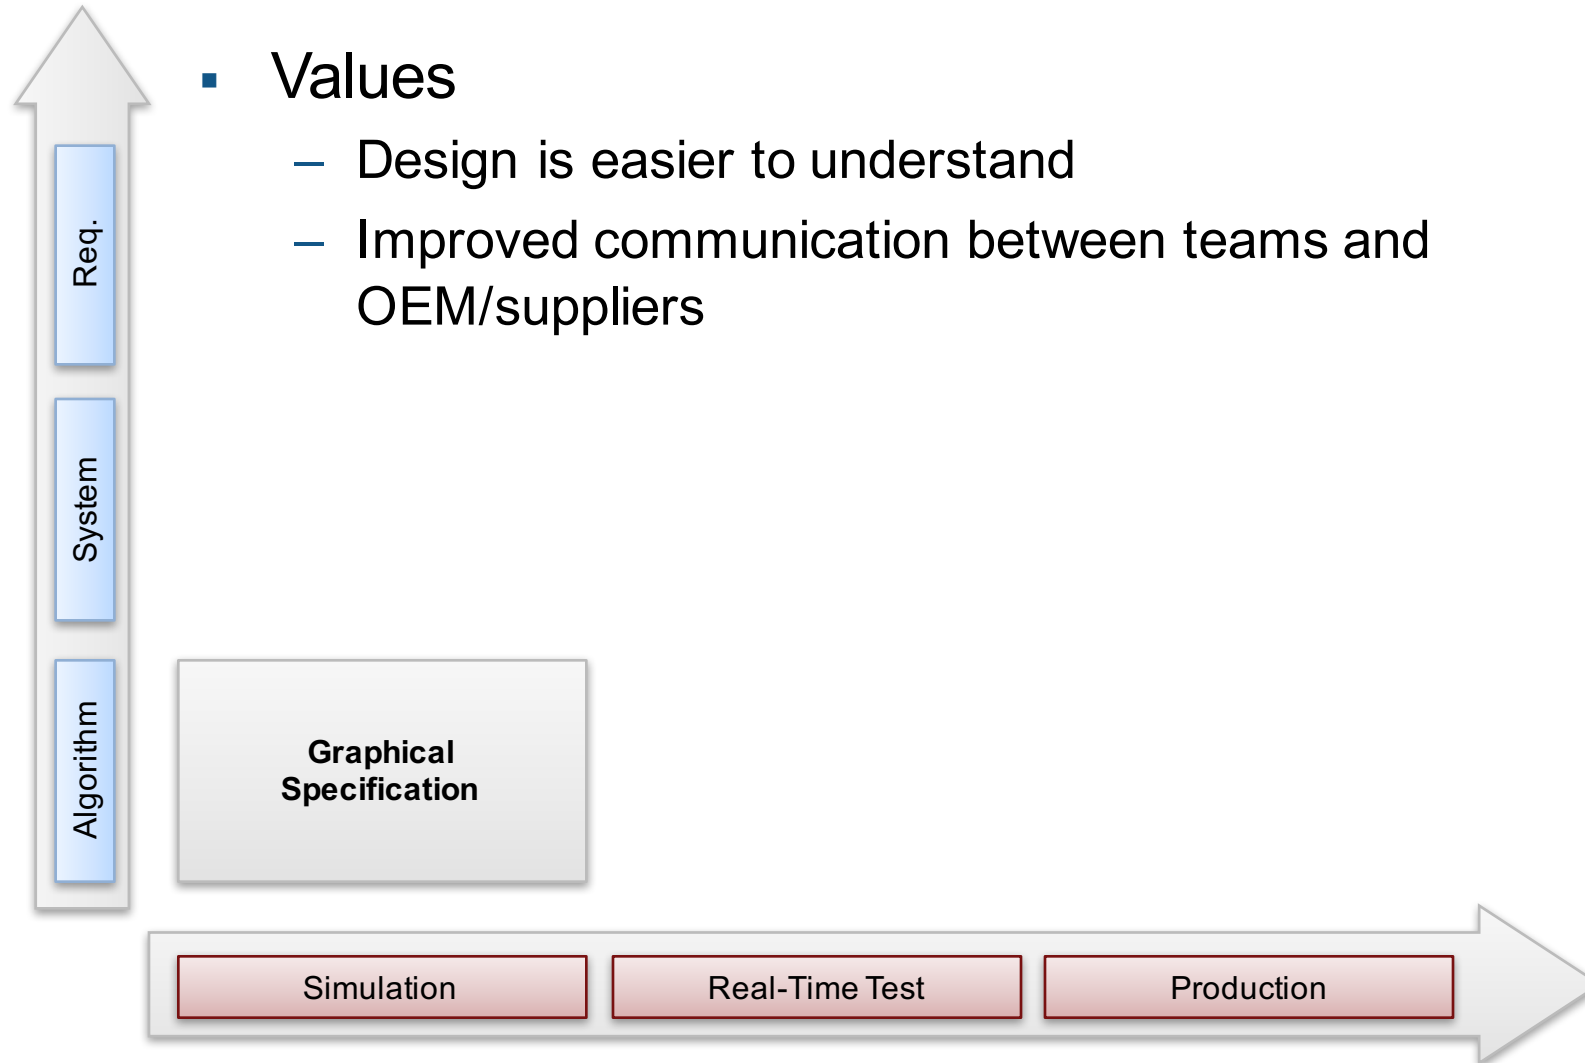 Values
– Design is easier to understand
– Improved communication between teams and
OEM/suppliers
Req.
System
Algorithm
Graphical
Specification
Simulation
Real-Time Test
Production